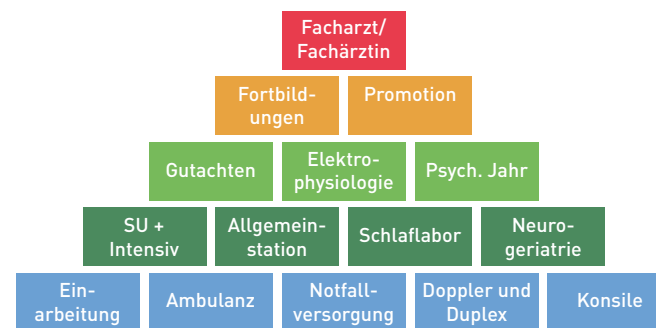 Facharzt/
Fachärztin
Fortbild-
ungen
Promotion
Gutachten
Elektro-
physiologie
Psych. Jahr
SU +
Intensiv
Allgemein-
station
Schlaflabor
Neuro-
geriatrie
Ein-
arbeitung
Ambulanz
Notfall-
versorgung
Doppler und
Duplex
Konsile